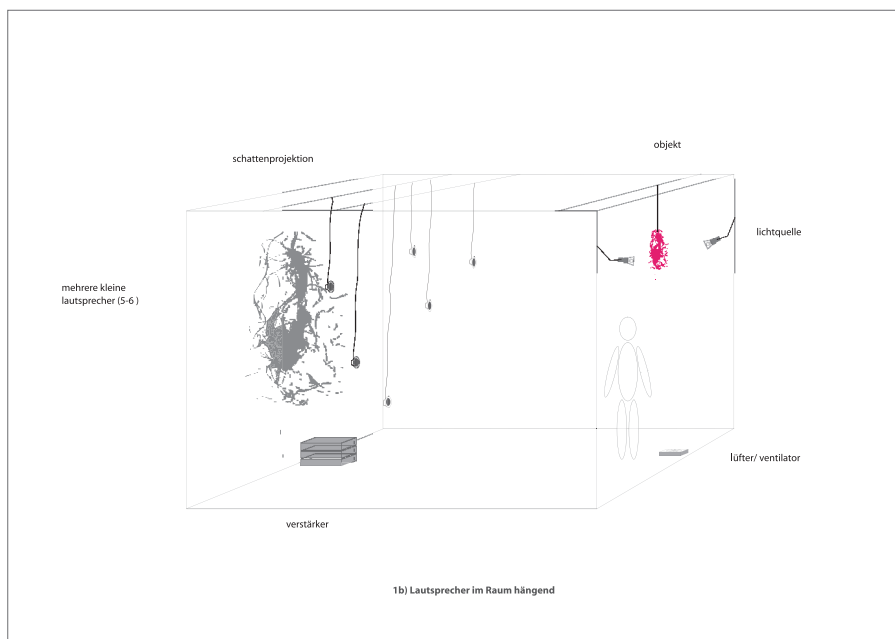 schattenprojektion
objekt
lichtquelle
mehrere kleine
lautsprecher (5-6 )
lüfter/ ventilator
verstärker
1b) Lautsprecher im Raum hängend